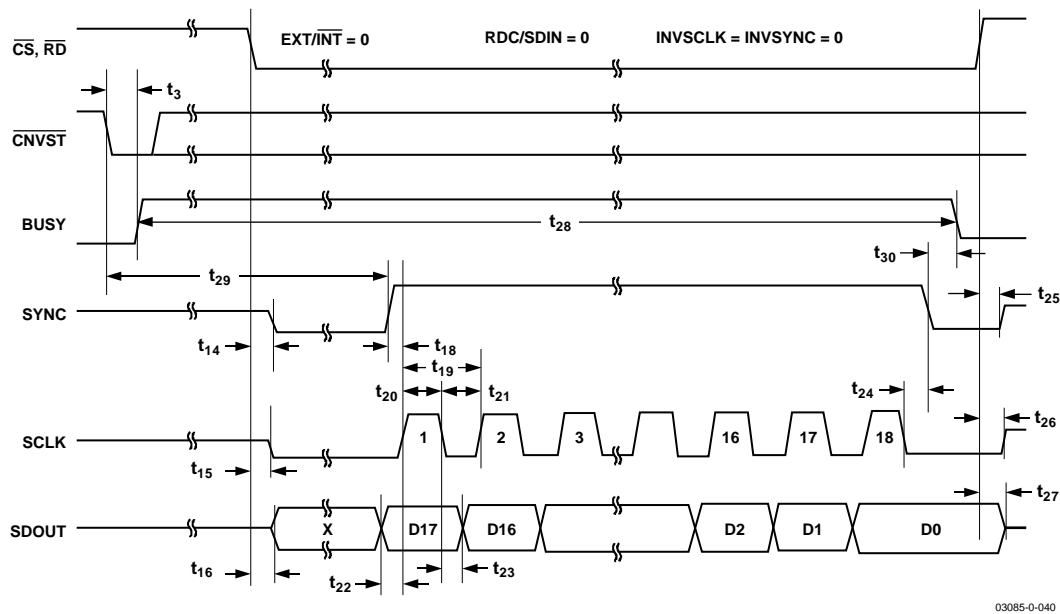 EXT/INT = 0 RDC/SDIN = 0 INVSCLK = INVSYNC = 0
CS, RD
t3
CNVST
BUSY
t28
t30
t29
t25
SYNC
t14
t18
t19
t20
t21
t24
t26
SCLK
1 2 3 16 17 18
t15
t27
SDOUT
X D17 D16 D2 D1 D0
t16
t22
t23
03085-0-040